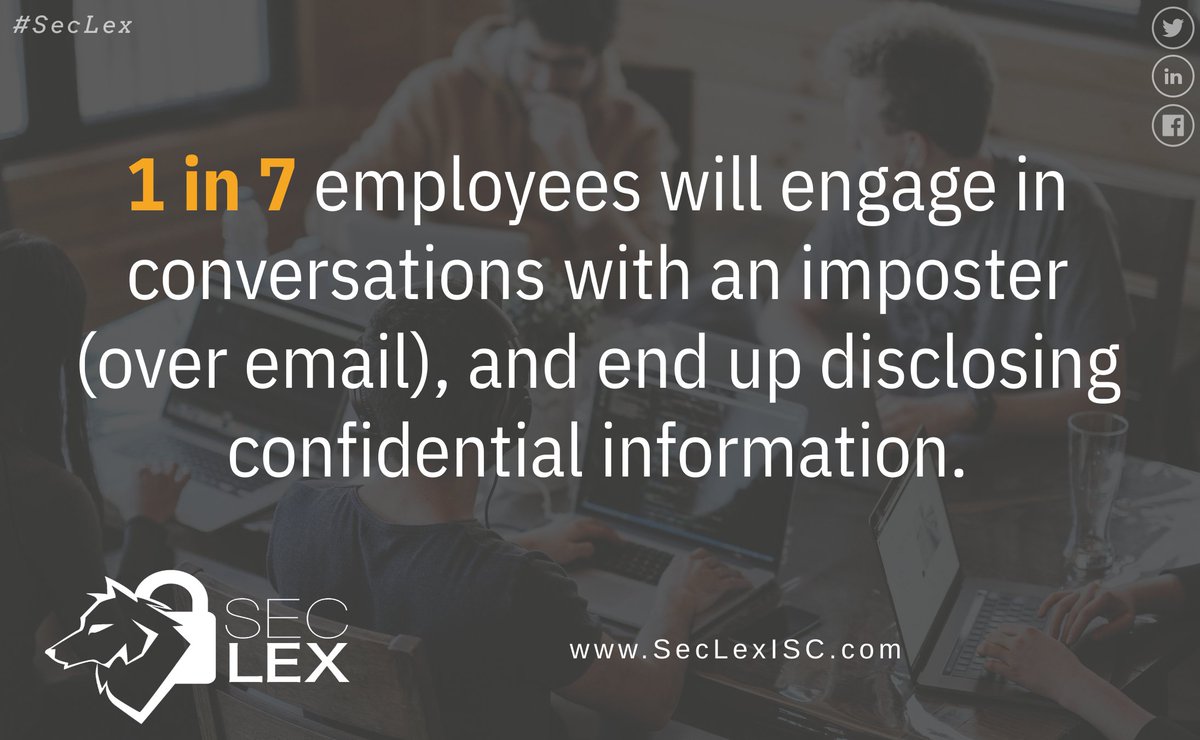 #SecLex
1 in 7 employees will engage in
conversations with an imposter
(over email), and end up disclosing
confidential information.
SEC
LEX
www.SecLexISC.com
in